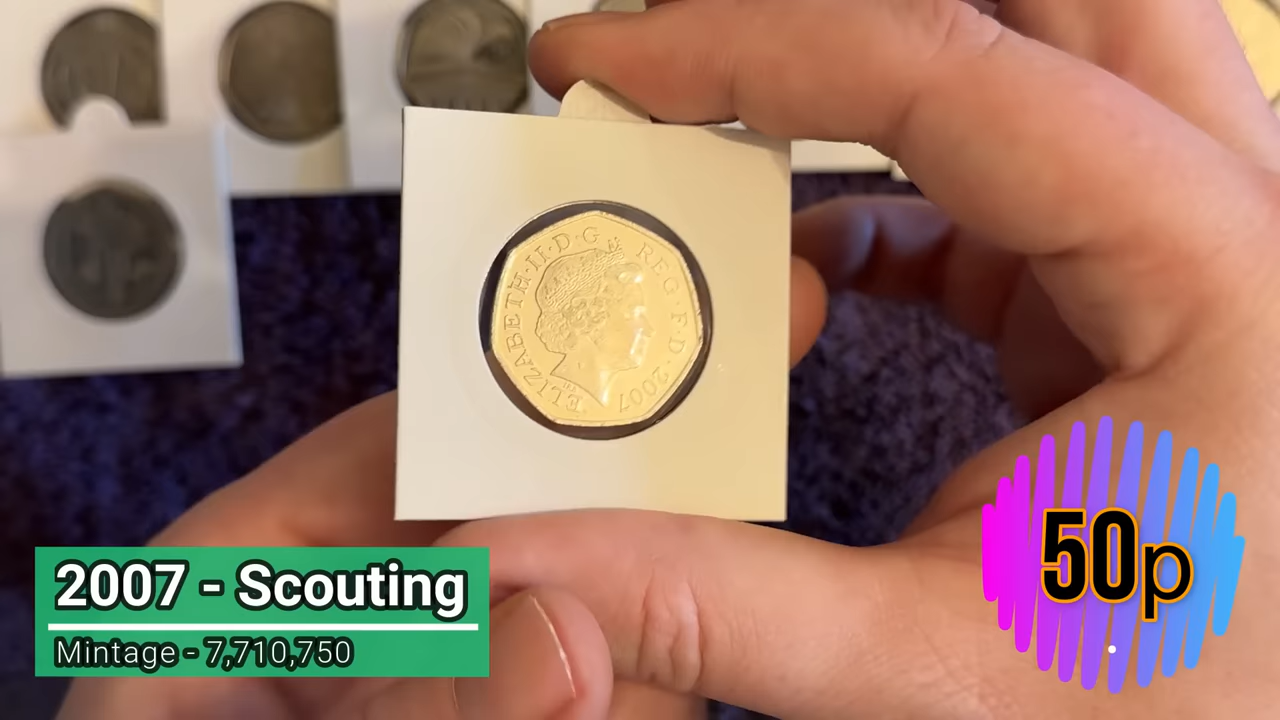 ELIZABETH·II·D·G REG·F·D·2007
2007 - Scouting
Mintage - 7,710,750
50p